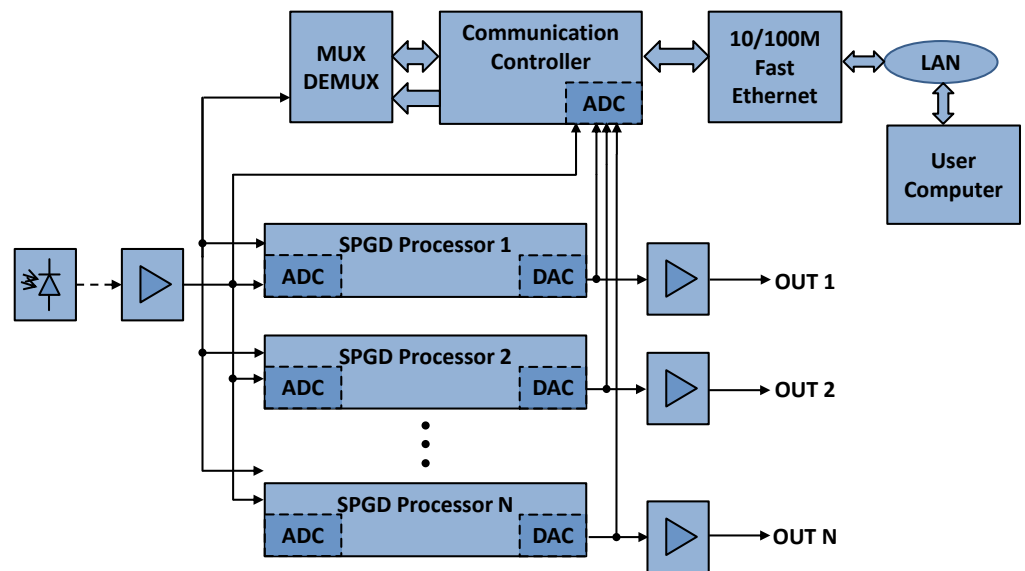 MUX
DEMUX
Communication
Controller
ADC
10/100M
Fast
Ethernet
LAN
User
Computer
SPGD Processor 1
ADC
DAC
OUT 1
SPGD Processor 2
ADC
DAC
OUT 2
SPGD Processor N
ADC
DAC
OUT N